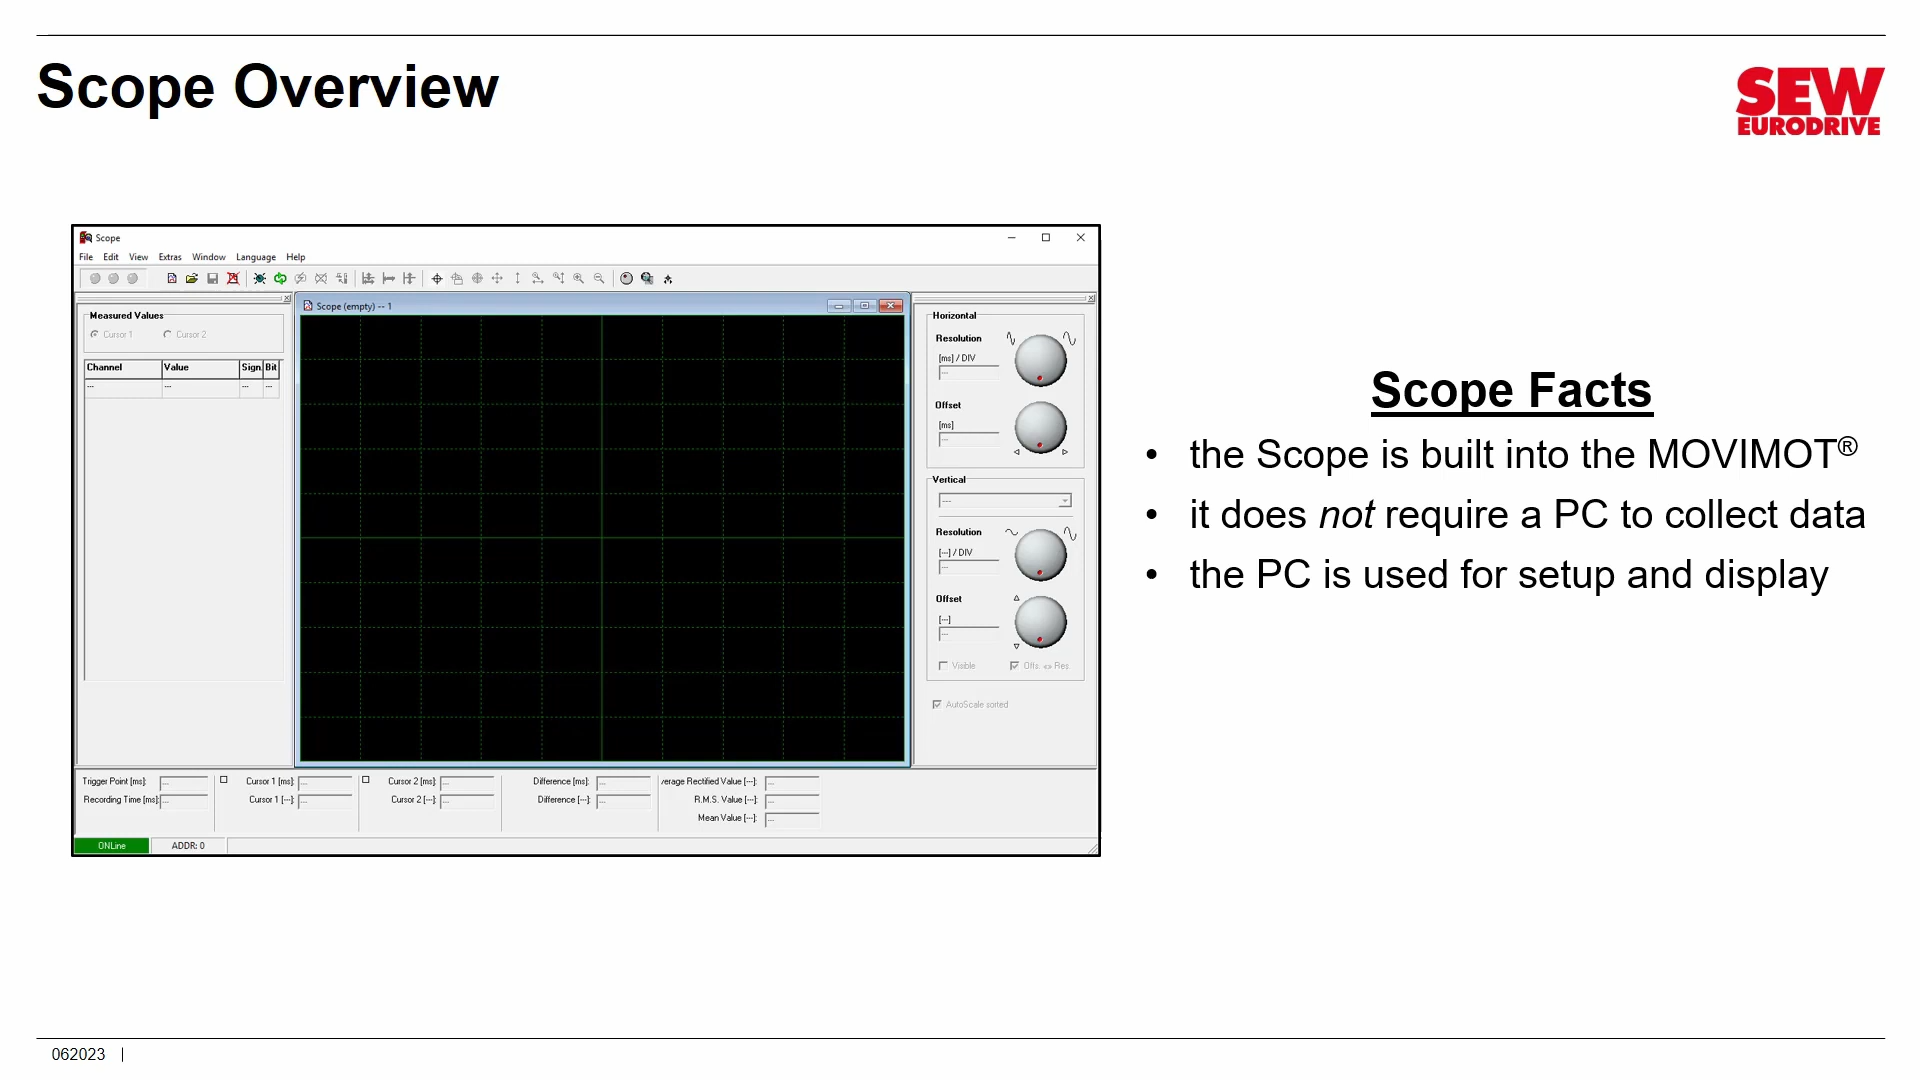 Scope Overview
SEW
EURODRIVE
Scope
File Edit View Extras Window Language Help
Measured Values
Cursor 1 Cursor 2
Channel Value Sign. Bit
--- --- --- ---
Scope (empty) -- 1
Horizontal
Resolution
[ms] / DIV
---
Offset
[ms]
---
Vertical
----
Resolution
[---] / DIV
---
Offset
[---]
---
Visible Offs. <> Res.
AutoScale sorted
Trigger Point [ms]: --- Cursor 1 [ms]: --- Cursor 2 [ms]: --- Difference [ms]: --- verage Rectified Value [---]: ---
Recording Time [ms]: --- Cursor 1 [---]: --- Cursor 2 [---]: --- Difference [---]: --- R.M.S. Value [---]: ---
Mean Value [---]: ---
ONLine ADDR: 0
Scope Facts
• the Scope is built into the MOVIMOT®
• it does not require a PC to collect data
• the PC is used for setup and display
062023 |